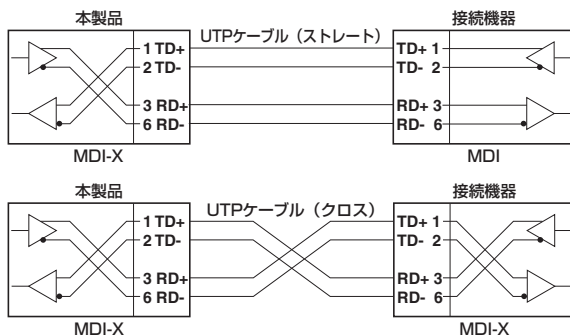 本製品
UTPケーブル（ストレート）
接続機器
1 TD+
2 TD-
3 RD+
6 RD-
TD+ 1
TD- 2
RD+ 3
RD- 6
MDI-X
MDI
本製品
UTPケーブル（クロス）
接続機器
1 TD+
2 TD-
3 RD+
6 RD-
TD+ 1
TD- 2
RD+ 3
RD- 6
MDI-X
MDI-X